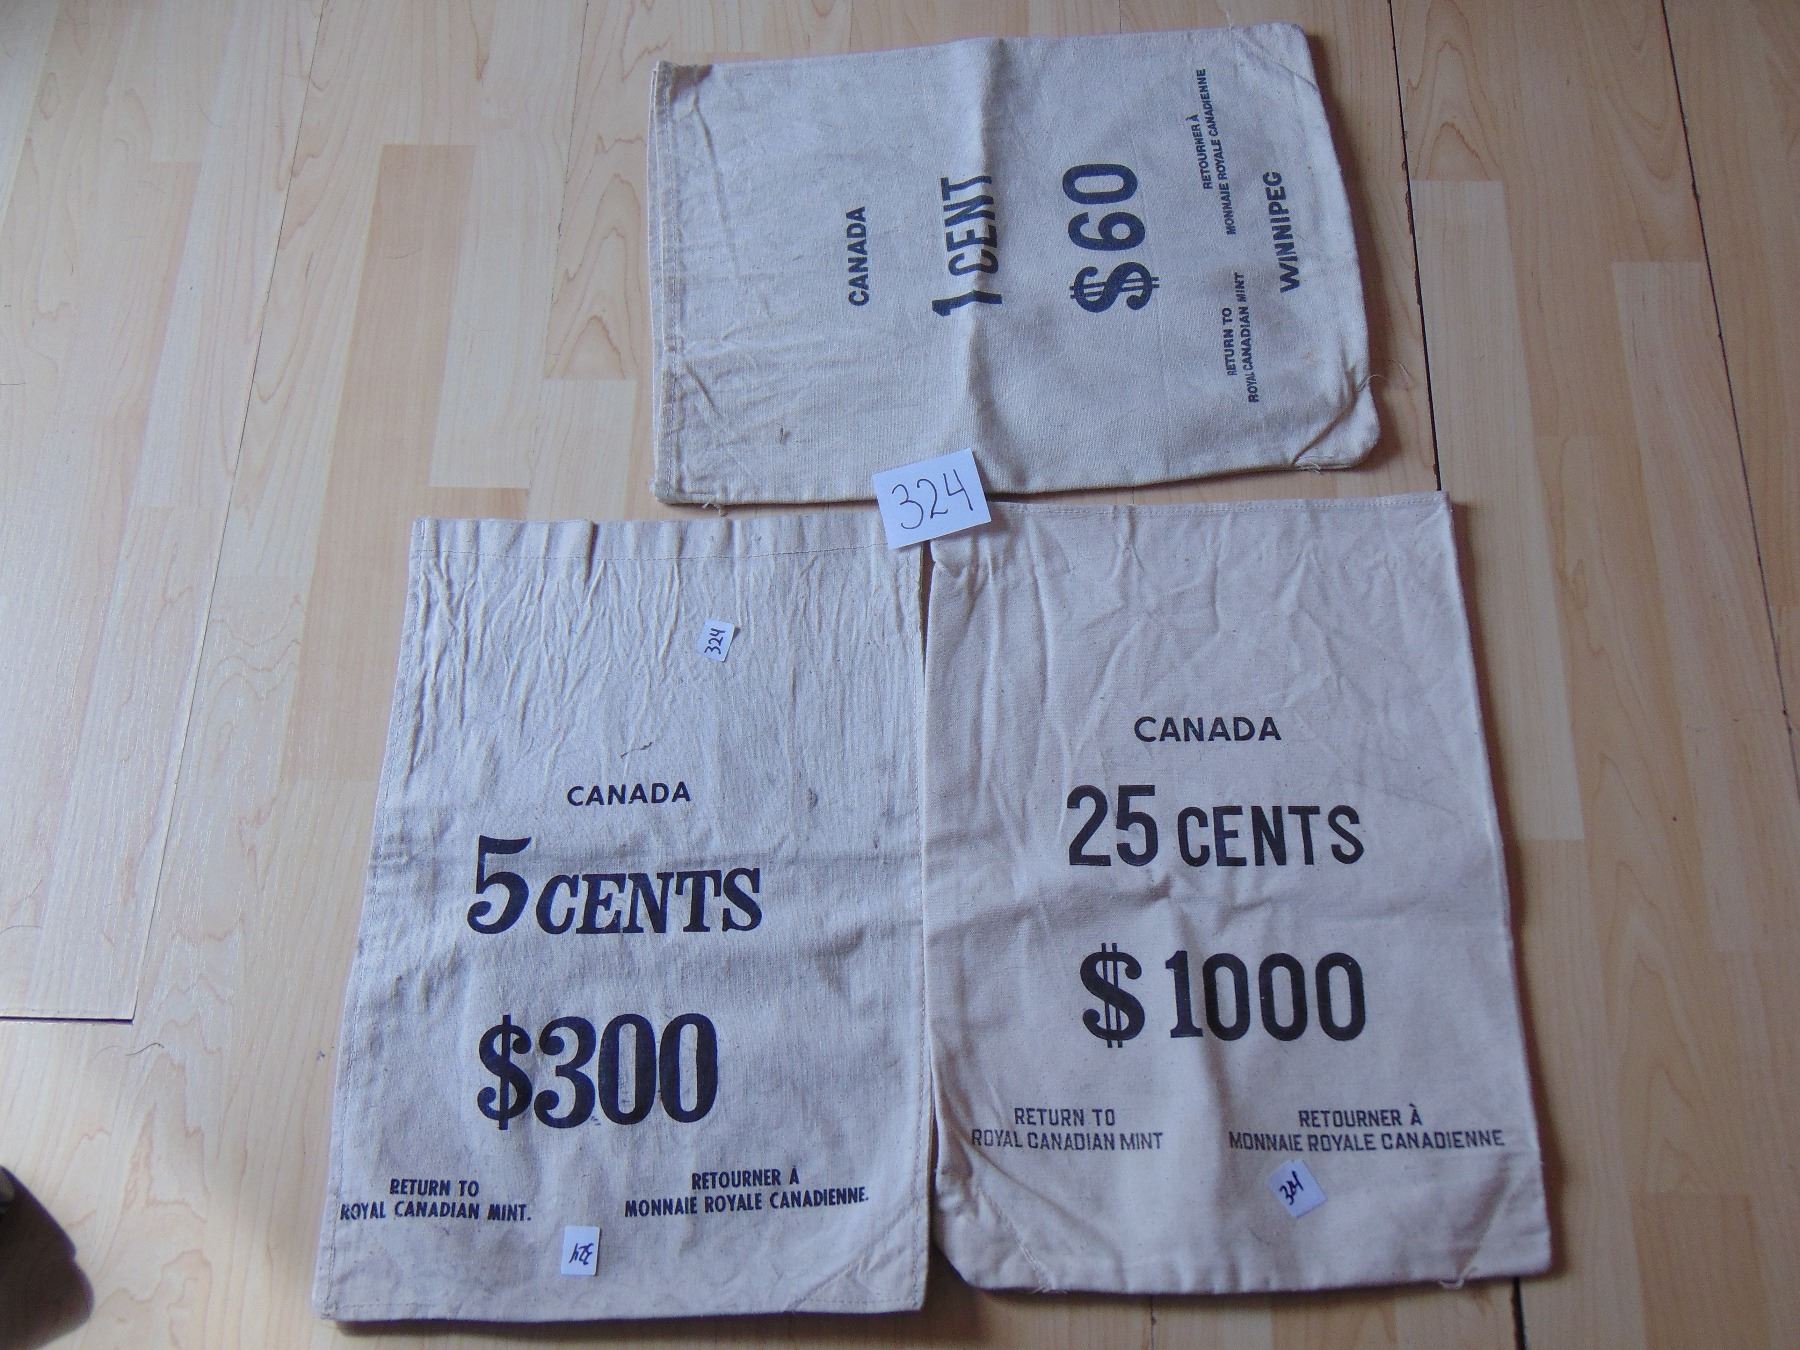 CANADA
1 CENT
$60
RETURN TO
ROYAL CANADIAN MINT
RETOURNER À
MONNAIE ROYALE CANADIENNE
WINNIPEG
324
324
CANADA
5 CENTS
$300
RETURN TO
ROYAL CANADIAN MINT.
RETOURNER À
MONNAIE ROYALE CANADIENNE.
324
CANADA
25 CENTS
$1000
RETURN TO
ROYAL CANADIAN MINT
RETOURNER À
MONNAIE ROYALE CANADIENNE
324